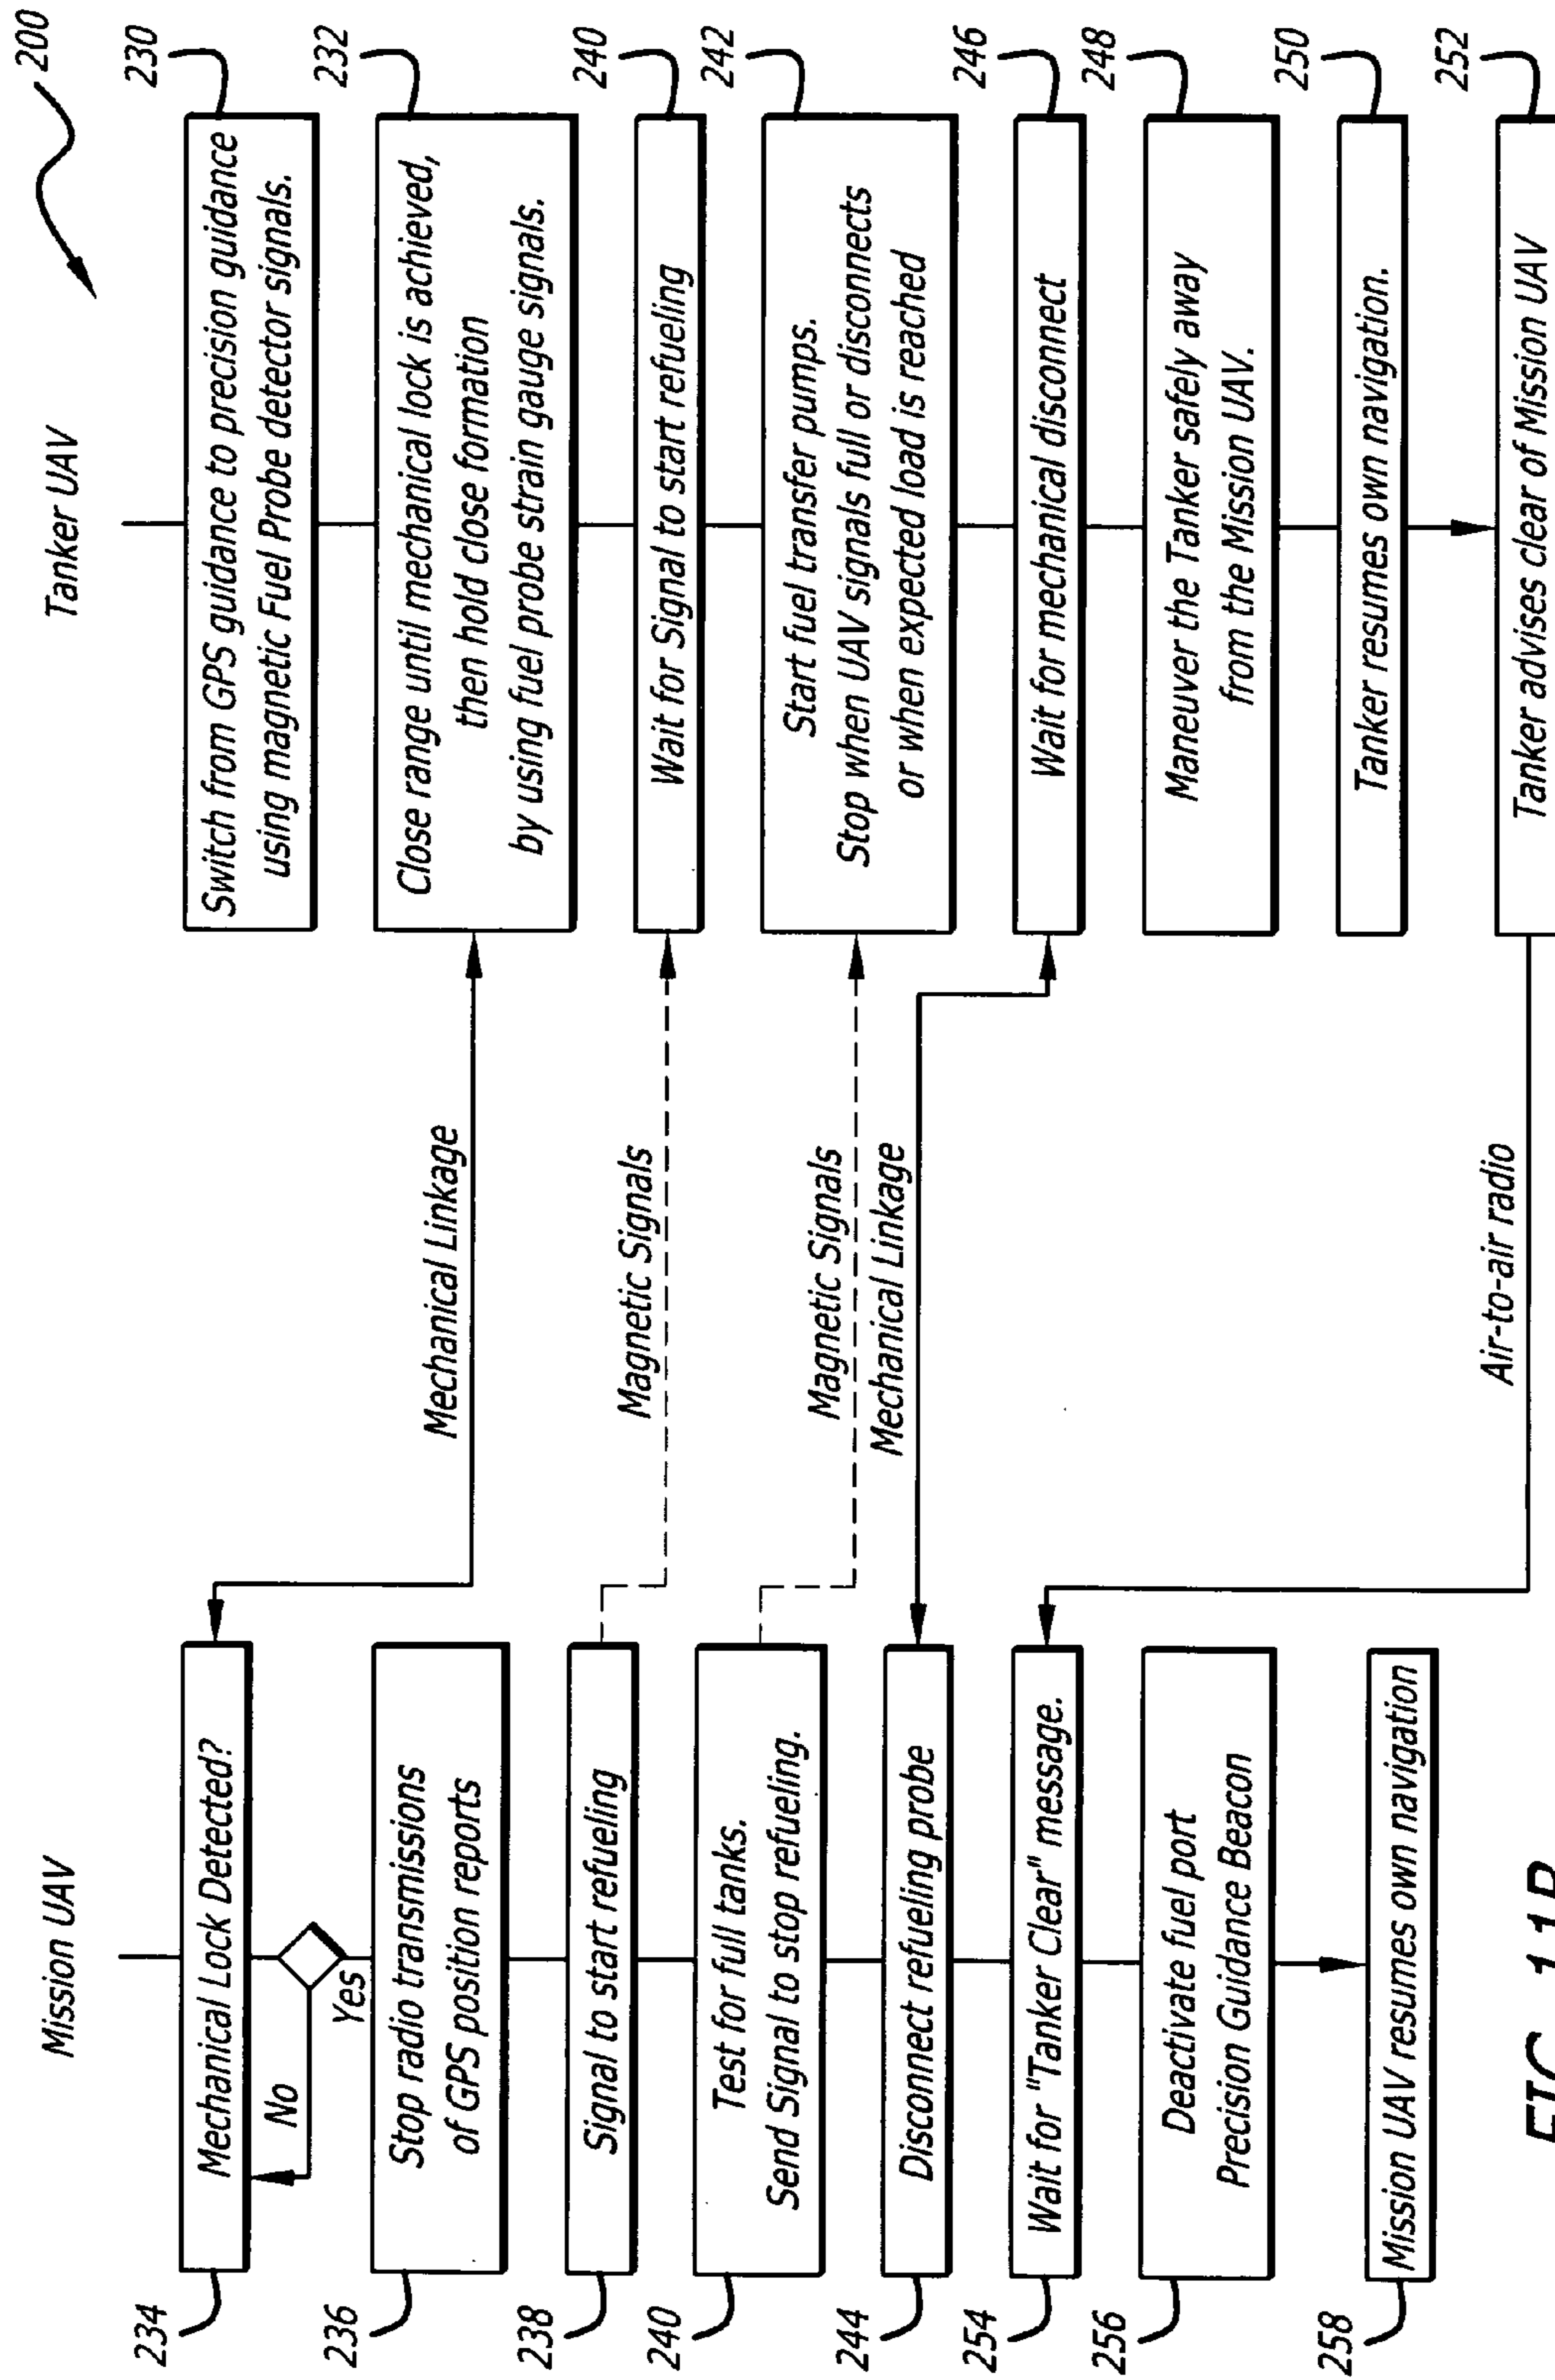 200
Mission UAV
Tanker UAV
234
Mechanical Lock Detected?
No
Yes
236
Stop radio transmissions
of GPS position reports
238
Signal to start refueling
240
Test for full tanks.
Send Signal to stop refueling.
244
Disconnect refueling probe
254
Wait for "Tanker Clear" message.
256
Deactivate fuel port
Precision Guidance Beacon
258
Mission UAV resumes own navigation
Mechanical Linkage
Magnetic Signals
Magnetic Signals
Mechanical Linkage
Air-to-air radio
230
Switch from GPS guidance to precision guidance
using magnetic Fuel Probe detector signals.
232
Close range until mechanical lock is achieved,
then hold close formation
by using fuel probe strain gauge signals.
240
Wait for Signal to start refueling
242
Start fuel transfer pumps.
Stop when UAV signals full or disconnects
or when expected load is reached
246
Wait for mechanical disconnect
248
Maneuver the Tanker safely away
from the Mission UAV.
250
Tanker resumes own navigation.
252
Tanker advises clear of Mission UAV